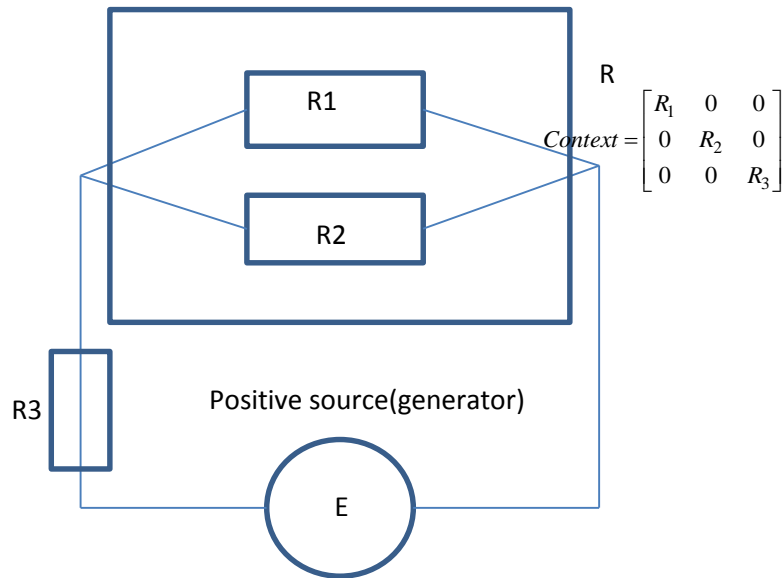 R1
R
Context = [R₁ 0 0
0 R₂ 0
0 0 R₃]
R2
R3
Positive source(generator)
E